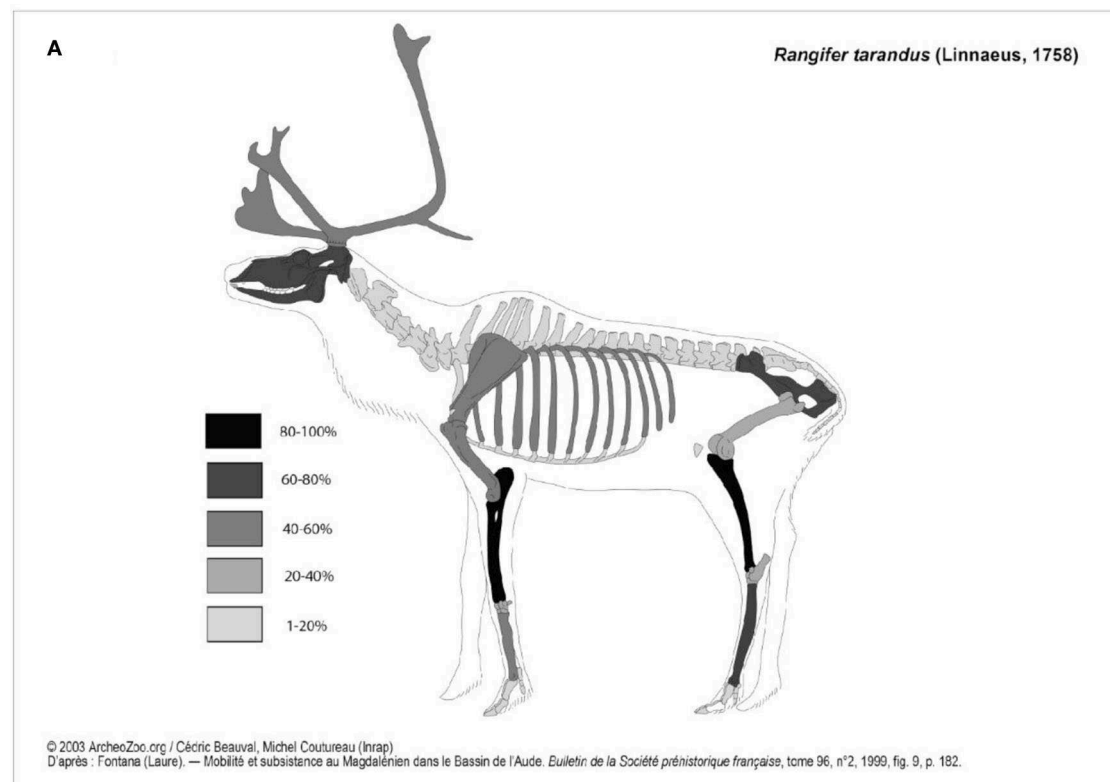 A
Rangifer tarandus (Linnaeus, 1758)
80-100%
60-80%
40-60%
20-40%
1-20%
© 2003 ArcheoZoo.org / Cédric Beauval, Michel Coutureau (Inrap)
D'après : Fontana (Laure). — Mobilité et subsistance au Magdalénien dans le Bassin de l'Aude. Bulletin de la Société préhistorique française, tome 96, n°2, 1999, fig. 9, p. 182.